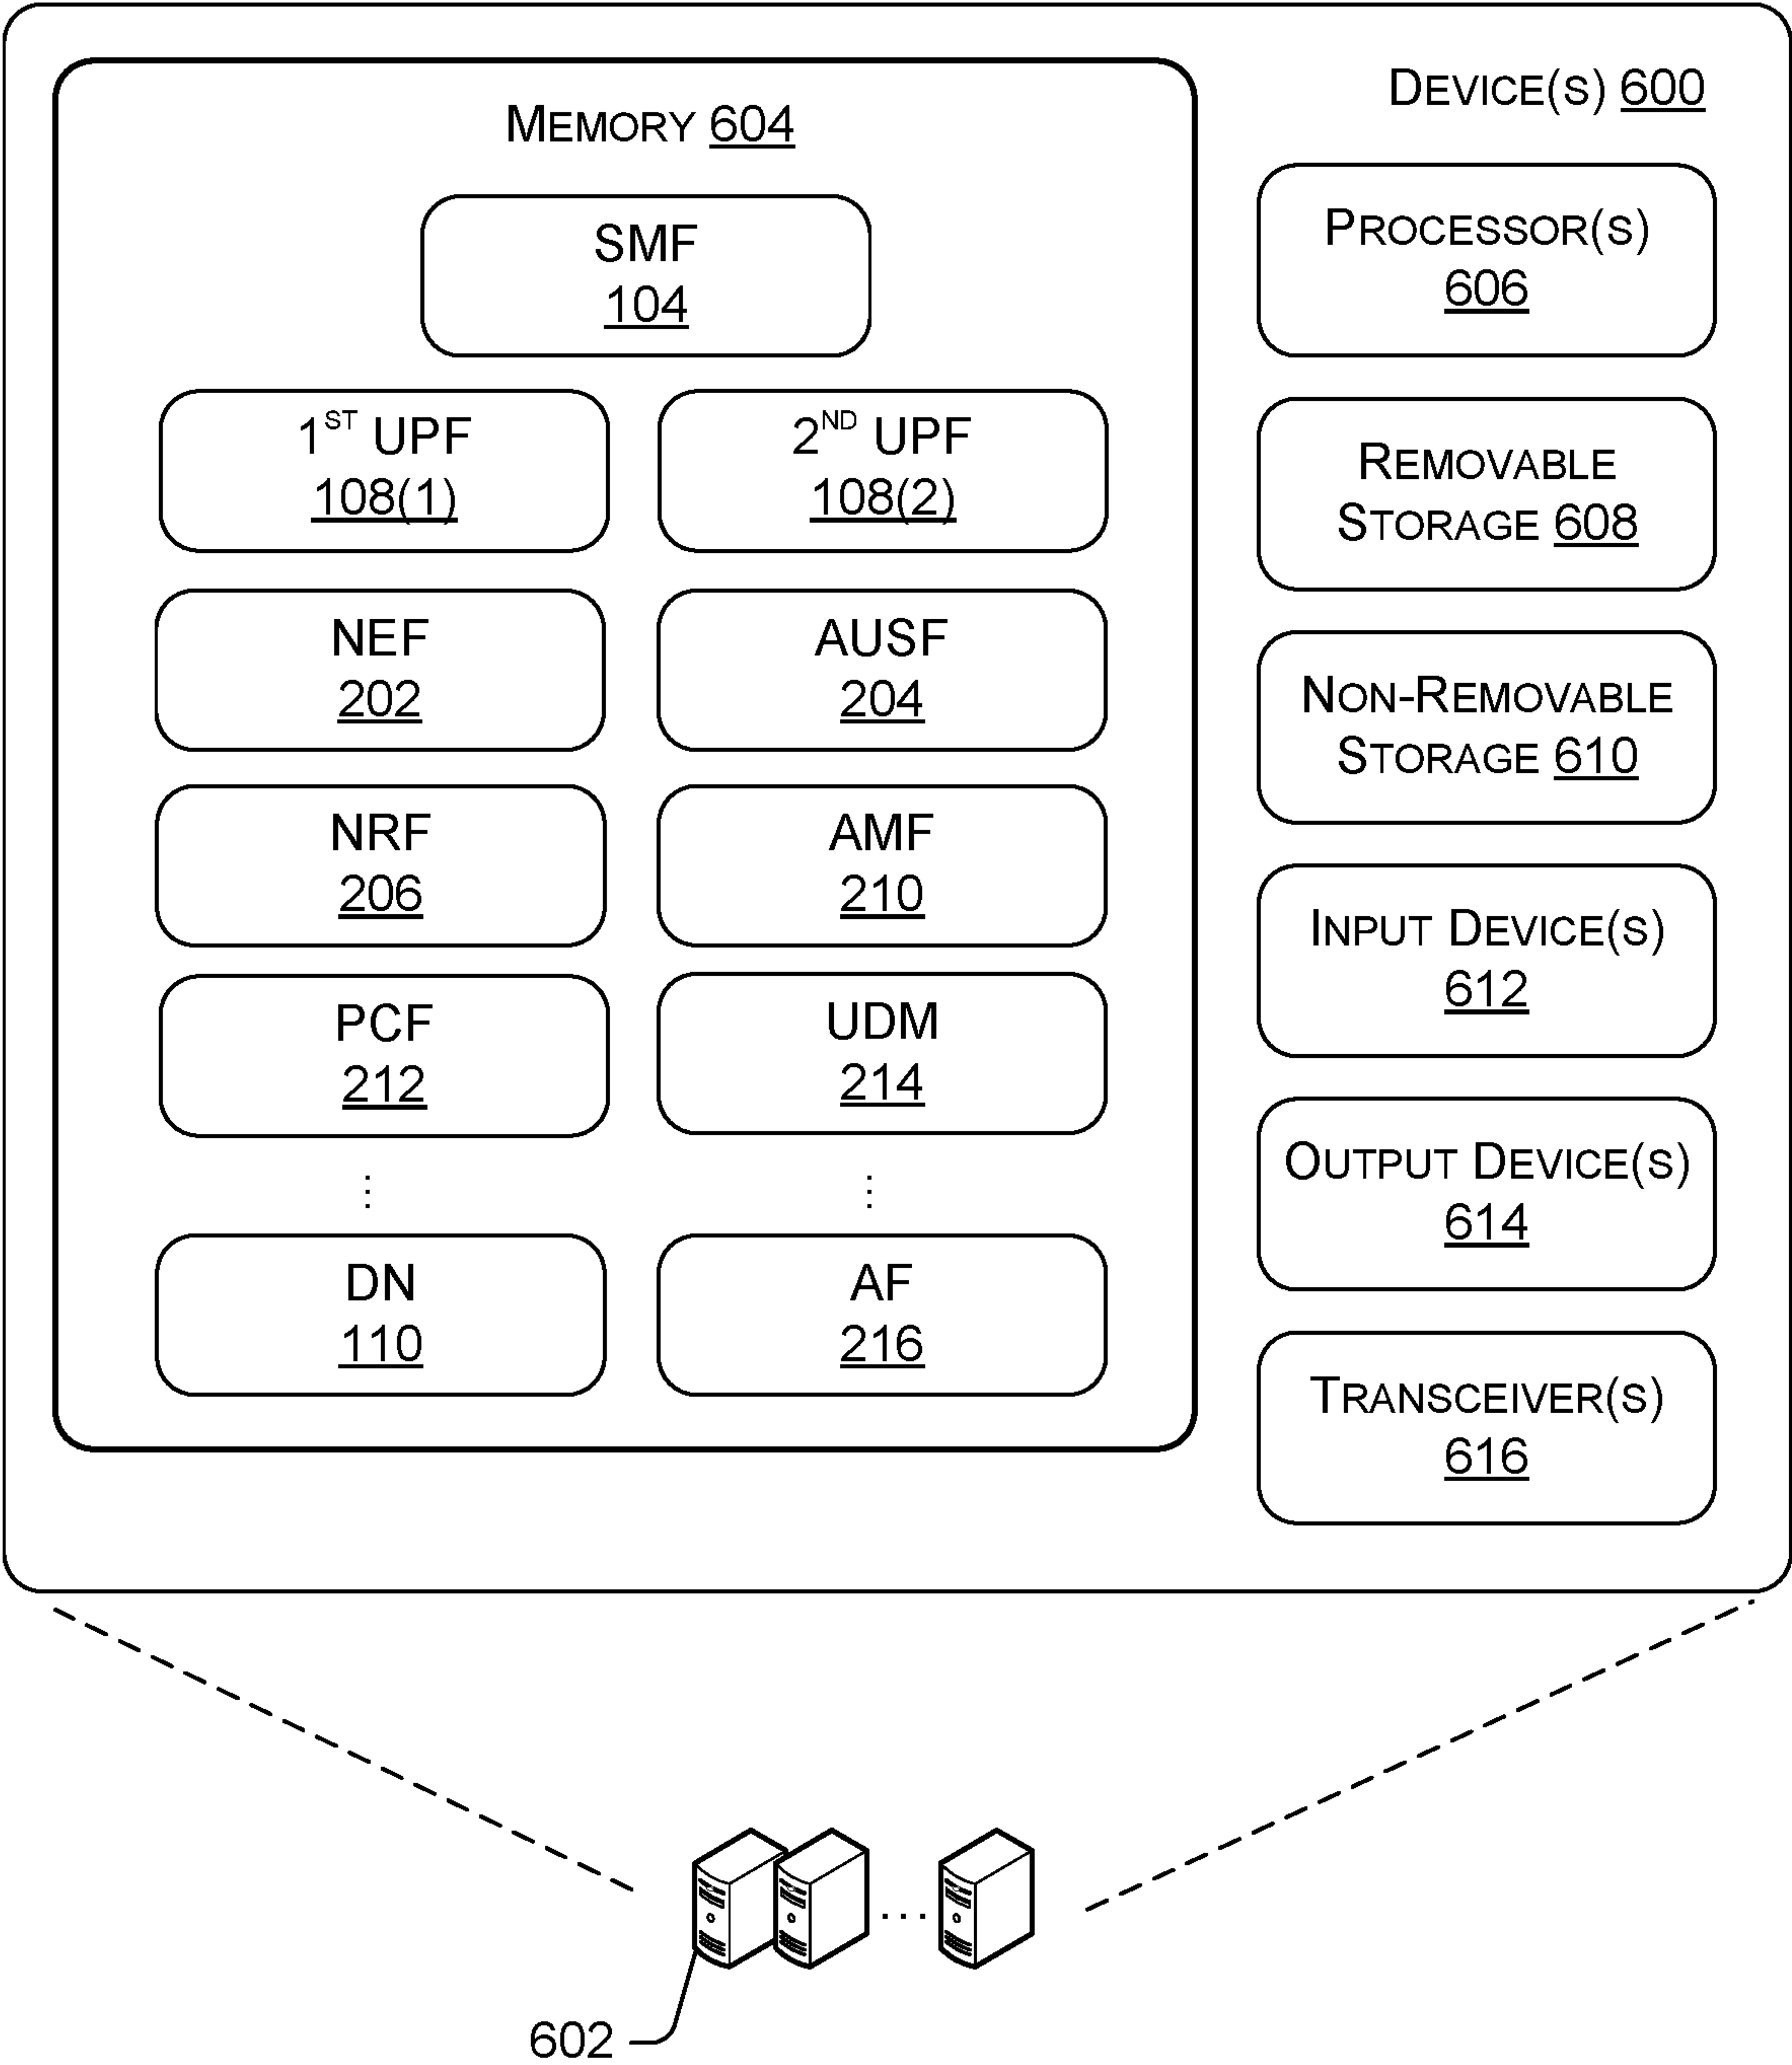 DEVICE(S) 600
MEMORY 604
SMF
104
1ST UPF
108(1)
2ND UPF
108(2)
NEF
202
AUSF
204
NRF
206
AMF
210
PCF
212
UDM
214
⋮
⋮
DN
110
AF
216
PROCESSOR(S)
606
REMOVABLE
STORAGE 608
NON-REMOVABLE
STORAGE 610
INPUT DEVICE(S)
612
OUTPUT DEVICE(S)
614
TRANSCEIVER(S)
616
...
602